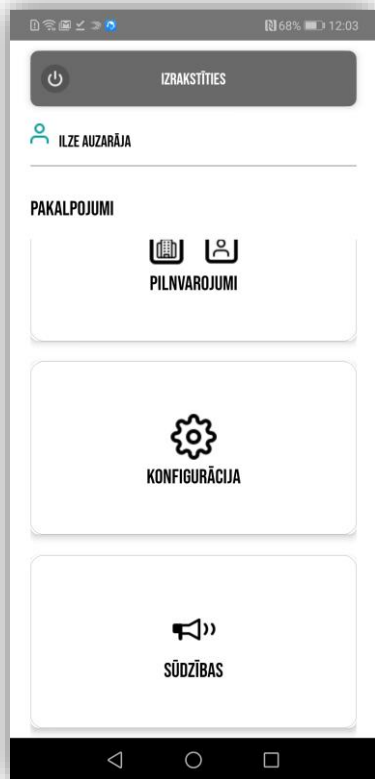 68% 12:03
IZRAKSTĪTIES
ILZE AUZARĀJA
PAKALPOJUMI
PILNVAROJUMI
KONFIGURĀCIJA
SŪDZĪBAS